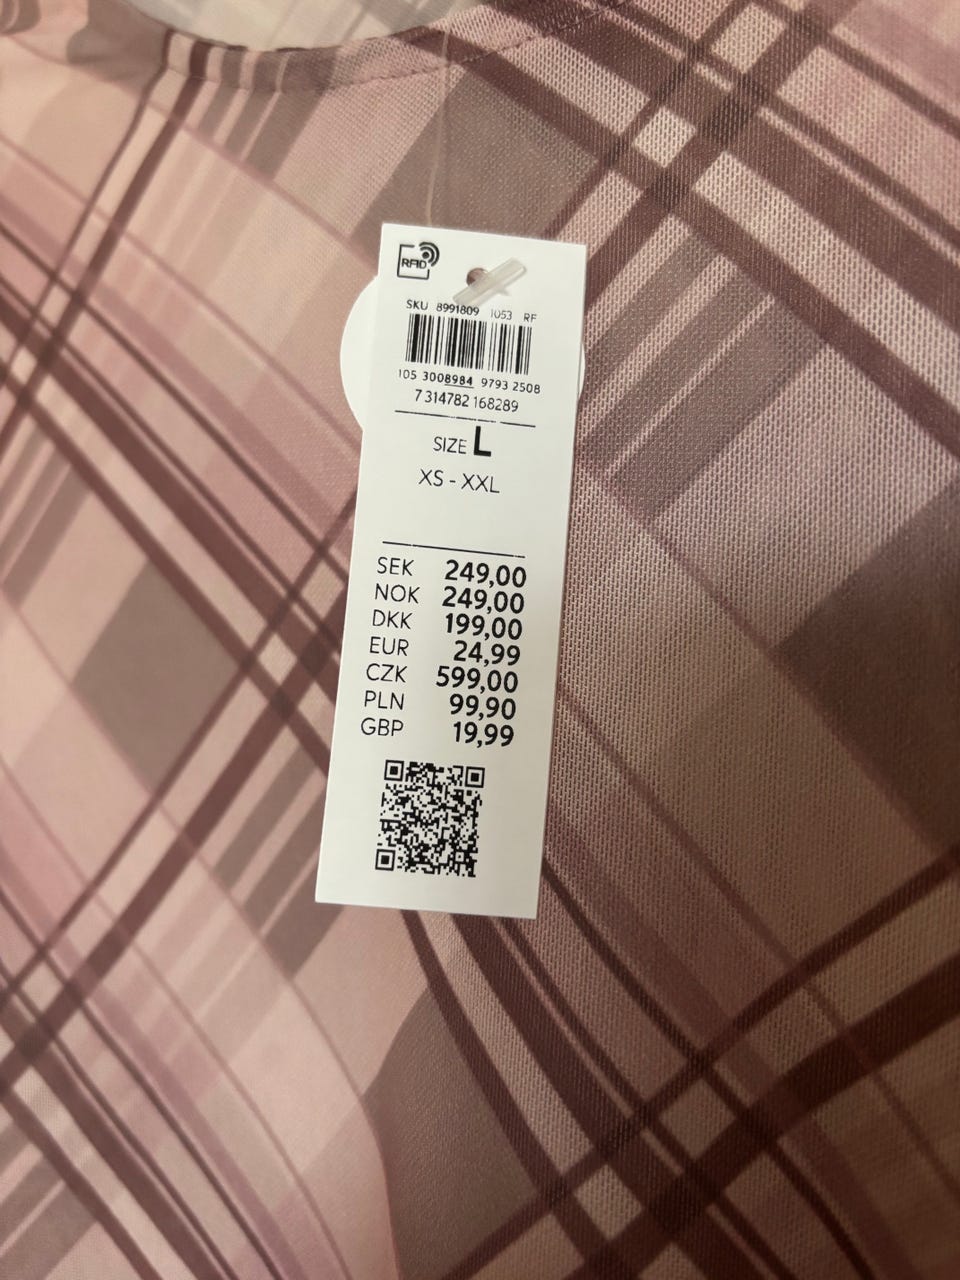 RFID
SKU 8991809 1053 RF
105 3008984 9793 2508
7 314782 168289
SIZE L
XS - XXL
SEK 249,00
NOK 249,00
DKK 199,00
EUR 24,99
CZK 599,00
PLN 99,90
GBP 19,99